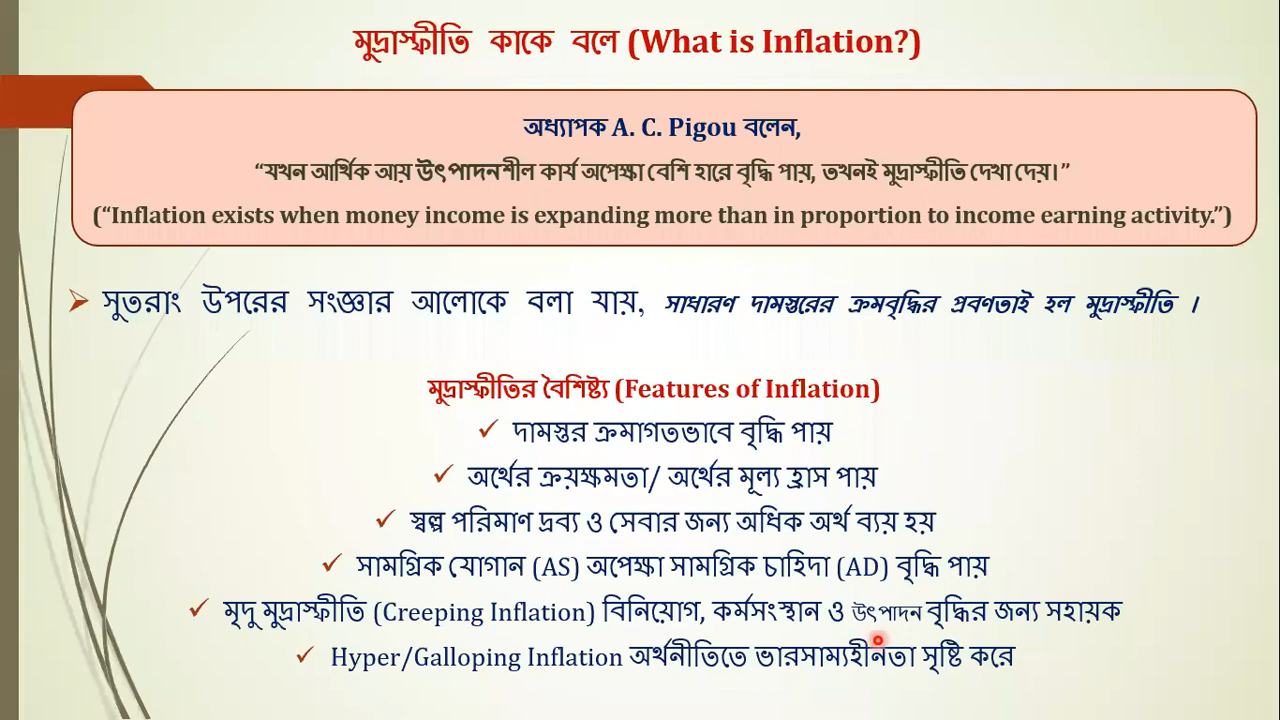 মুদ্রাস্ফীতি কাকে বলে (What is Inflation?)
অধ্যাপক A. C. Pigou বলেন,
“যখন আর্থিক আয় উৎপাদনশীল কার্য অপেক্ষা বেশি হারে বৃদ্ধি পায়, তখনই মুদ্রাস্ফীতি দেখা দেয়।”
(“Inflation exists when money income is expanding more than in proportion to income earning activity.”)
সুতরাং উপরের সংজ্ঞার আলোকে বলা যায়, সাধারণ দামস্তরের ক্রমবৃদ্ধির প্রবণতাই হল মুদ্রাস্ফীতি ।
মুদ্রাস্ফীতির বৈশিষ্ট্য (Features of Inflation)
✓ দামস্তর ক্রমাগতভাবে বৃদ্ধি পায়
✓ অর্থের ক্রয়ক্ষমতা/ অর্থের মূল্য হ্রাস পায়
✓ স্বল্প পরিমাণ দ্রব্য ও সেবার জন্য অধিক অর্থ ব্যয় হয়
✓ সামগ্রিক যোগান (AS) অপেক্ষা সামগ্রিক চাহিদা (AD) বৃদ্ধি পায়
✓ মৃদু মুদ্রাস্ফীতি (Creeping Inflation) বিনিয়োগ, কর্মসংস্থান ও উৎপাদন বৃদ্ধির জন্য সহায়ক
✓ Hyper/Galloping Inflation অর্থনীতিতে ভারসাম্যহীনতা সৃষ্টি করে